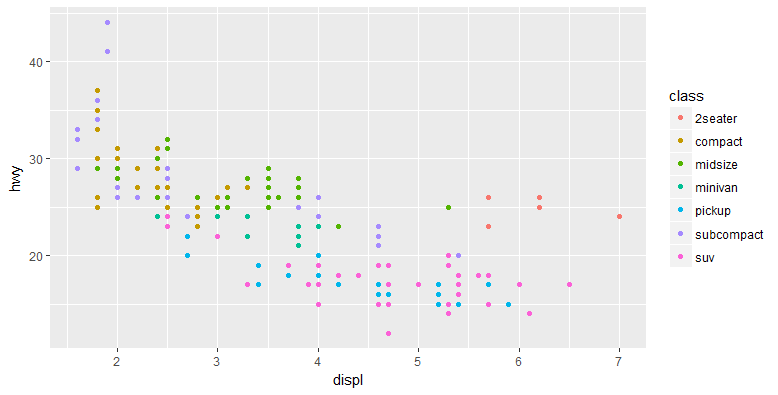 40
30
20
hwy
2 3 4 5 6 7
displ
class
2seater
compact
midsize
minivan
pickup
subcompact
suv